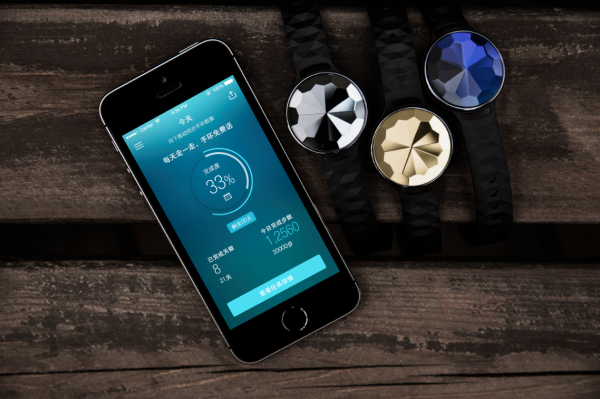 Carrier
100%
今天
每天走一走，手环免费送
完成度
33%
今日完成步数
1,2560
20000步
已完成天数
8
21天
查看任务详情